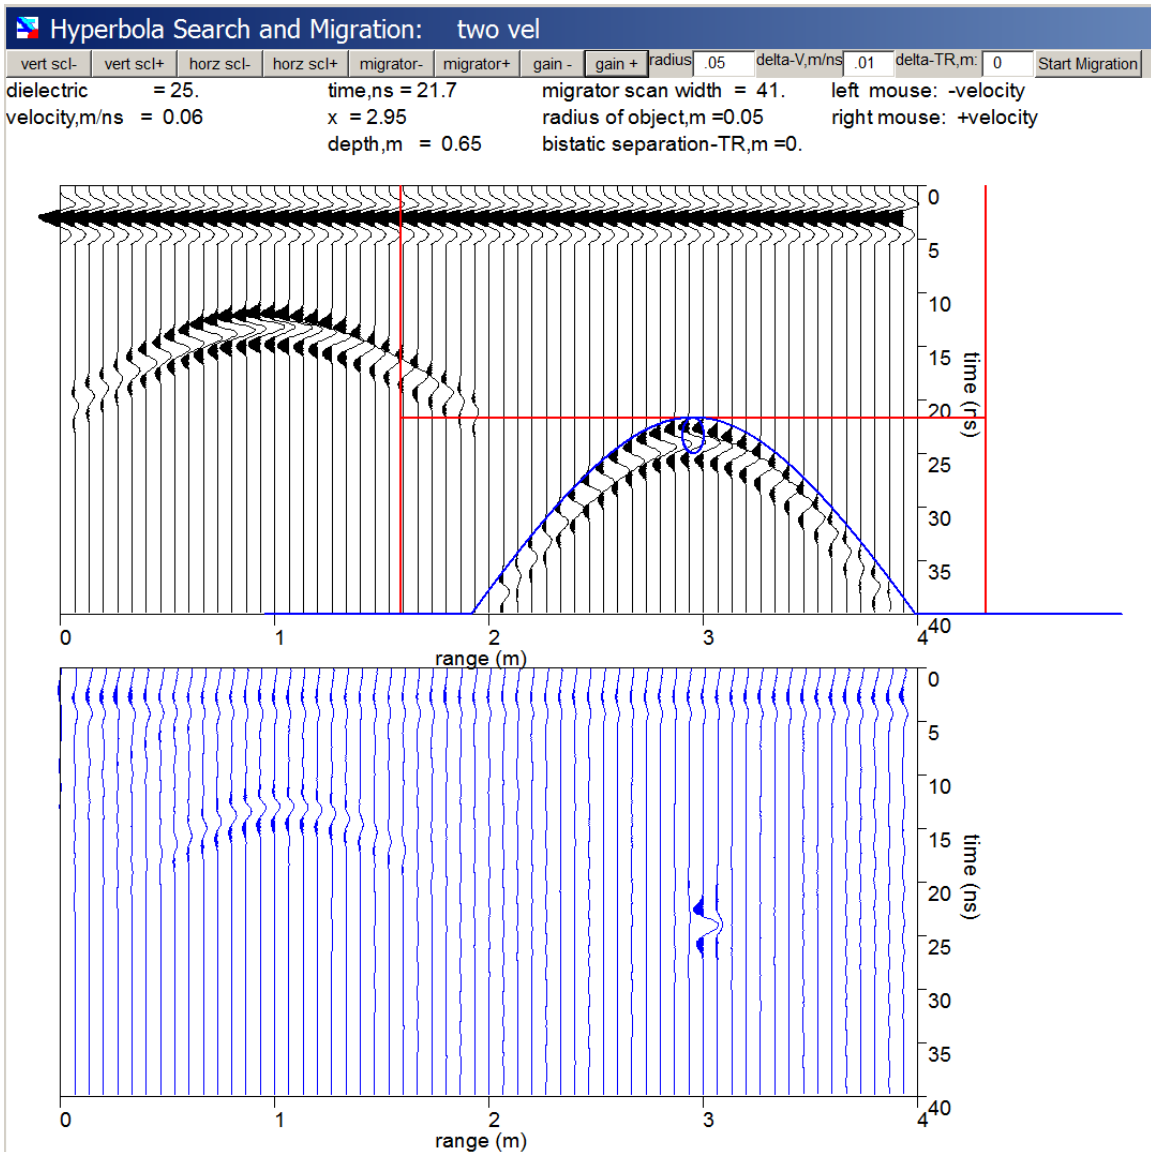 Hyperbola Search and Migration: two vel
vert scl- vert scl+ horz scl- horz scl+ migrator- migrator+ gain - gain + radius .05 delta-V,m/ns .01 delta-TR,m: 0 Start Migration
dielectric = 25. time,ns = 21.7 migrator scan width = 41. left mouse: -velocity
velocity,m/ns = 0.06 x = 2.95 radius of object,m =0.05 right mouse: +velocity
depth,m = 0.65 bistatic separation-TR,m =0.
0
5
10
15
20
25
30
35
40
time (ns)
0 1 2 3 4
range (m)
0
5
10
15
20
25
30
35
40
time (ns)
0 1 2 3 4
range (m)